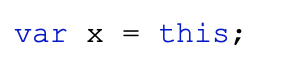 var x = this;